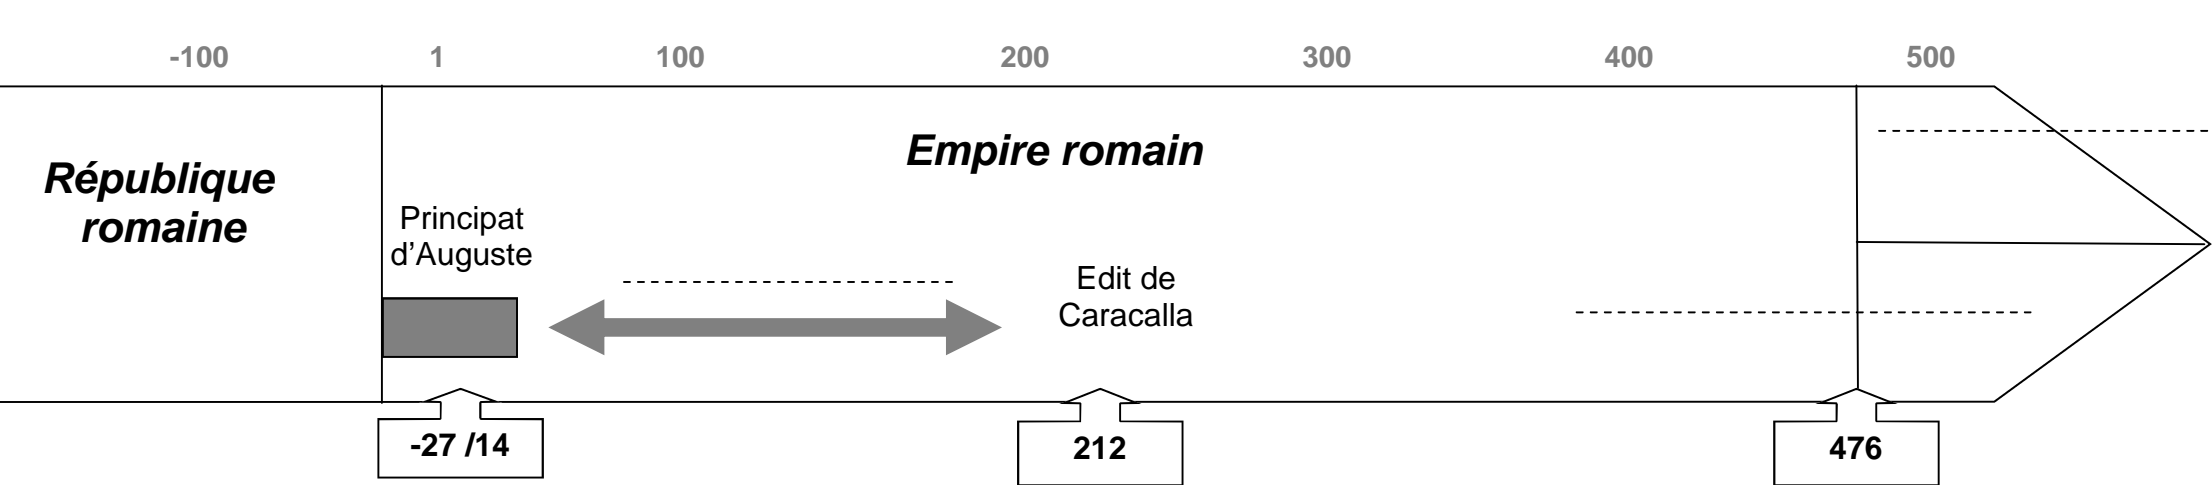 -100 1 100 200 300 400 500
Empire romain
République
romaine
Principat
d’Auguste
Edit de
Caracalla
-27 /14
212
476